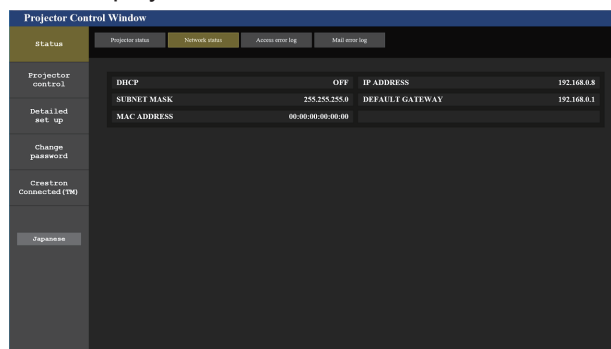 Projector Control Window
Status
Projector status
Network status
Access error log
Mail error log
Projector
control
Detailed
set up
Change
password
Crestron
Connected(TM)
Japanese
DHCP OFF IP ADDRESS 192.168.0.8
SUBNET MASK 255.255.255.0 DEFAULT GATEWAY 192.168.0.1
MAC ADDRESS 00:00:00:00:00:00